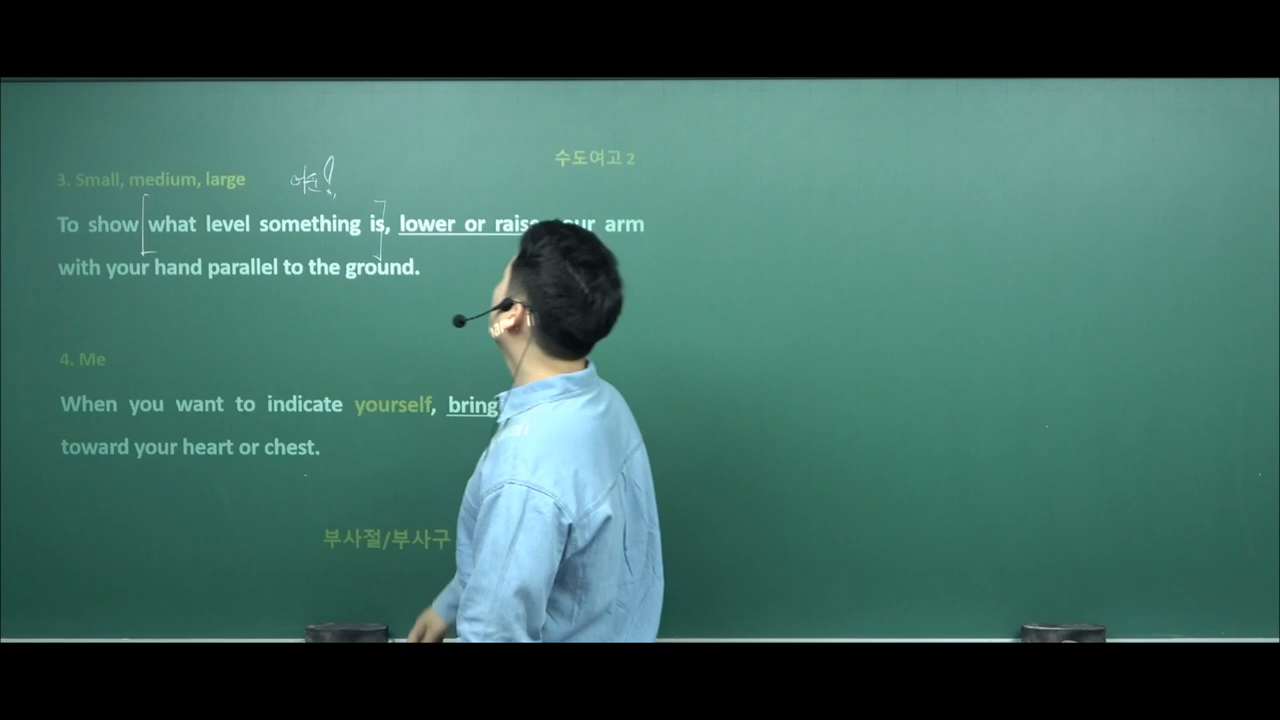 수도여고 2
3. Small, medium, large
To show what level something is, lower or raise your arm
with your hand parallel to the ground.
4. Me
When you want to indicate yourself, bring
toward your heart or chest.
부사절/부사구